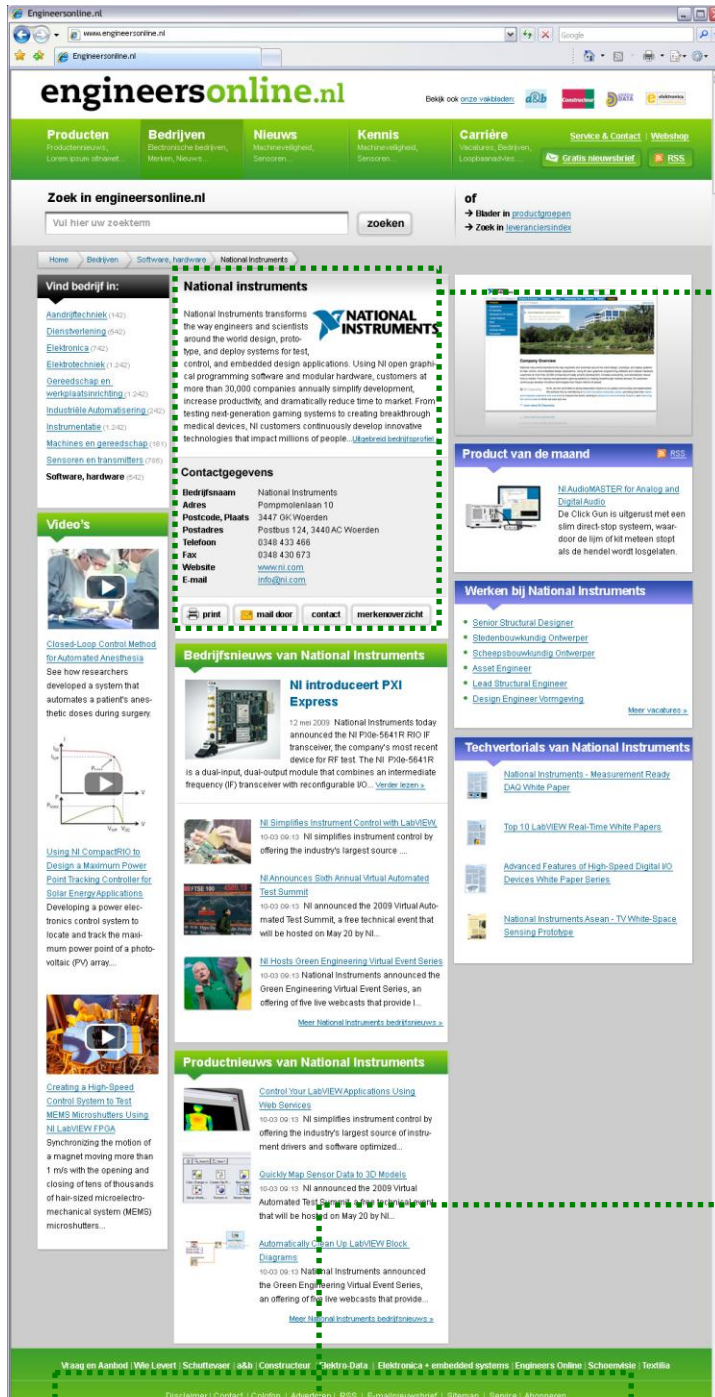 Engineersonline.nl
www.engineersonline.nl
Google
Engineersonline.nl
engineersonline.nl
Bekijk ook onze vakbladen:
a&b
Constructeur
DATA
elektronica
Producten
Productennieuws,
Lorem ipsum sitnamet...
Bedrijven
Electronische bedrijven,
Merken, Nieuws...
Nieuws
Machineveiligheid,
Sensoren...
Kennis
Machineveiligheid,
Sensoren...
Carrière
Vacatures, Bedrijven,
Loopbaanadvies...
Service & Contact | Webshop
Gratis nieuwsbrief
RSS
Zoek in engineersonline.nl
Vul hier uw zoekterm
zoeken
of
→ Blader in productgroepen
→ Zoek in leveranciersindex
Home Bedrijven Software, hardware National Instruments
Vind bedrijf in:
Aandrijftechniek (142)
Dienstverlening (542)
Elektronica (742)
Elektrotechniek (1.242)
Gereedschap en
werkplaatsinrichting (1.242)
Industriële Automatisering (242)
Instrumentatie (1.242)
Machines en gereedschap (181)
Sensoren en transmitters (785)
Software, hardware (542)
Video's
Closed-Loop Control Method
for Automated Anesthesia
See how researchers
developed a system that
automates a patient's anes-
thetic doses during surgery.
Using NI CompactRIO to
Design a Maximum Power
Point Tracking Controller for
Solar Energy Applications
Developing a power elec-
tronics control system to
locate and track the maxi-
mum power point of a photo-
voltaic (PV) array....
Creating a High-Speed
Control System to Test
MEMS Microshutters Using
NI LabVIEW FPGA
Synchronizing the motion of
a magnet moving more than
1 m/s with the opening and
closing of tens of thousands
of hair-sized microelectro-
mechanical system (MEMS)
microshutters...
National instruments
National Instruments transforms
the way engineers and scientists
around the world design, proto-
type, and deploy systems for test,
control, and embedded design applications. Using NI open graphi-
cal programming software and modular hardware, customers at
more than 30,000 companies annually simplify development,
increase productivity, and dramatically reduce time to market. From
testing next-generation gaming systems to creating breakthrough
medical devices, NI customers continuously develop innovative
technologies that impact millions of people...Uitgebreid bedrijfsprofiel
NATIONAL
INSTRUMENTS
Contactgegevens
Bedrijfsnaam National Instruments
Adres Pompmolenlaan 10
Postcode, Plaats 3447 GK Woerden
Postadres Postbus 124, 3440 AC Woerden
Telefoon 0348 433 466
Fax 0348 430 673
Website www.ni.com
E-mail info@ni.com
print
mail door
contact
merkenoverzicht
Bedrijfsnieuws van National Instruments
NI introduceert PXI
Express
12 mei 2009 National Instruments today
announced the NI PXIe-5641R RIO IF
transceiver, the company's most recent
device for RF test. The NI PXIe-5641R
is a dual-input, dual-output module that combines an intermediate
frequency (IF) transceiver with reconfigurable I/O... Verder lezen »
NI Simplifies Instrument Control with LabVIEW,
10-03 09:13 NI simplifies instrument control by
offering the industry's largest source ....
FTSE 100
NI Announces Sixth Annual Virtual Automated
Test Summit
10-03 09:13 NI announced the 2009 Virtual Auto-
mated Test Summit, a free technical event that
will be hosted on May 20 by NI...
NI Hosts Green Engineering Virtual Event Series
10-03 09:13 National Instruments announced the
Green Engineering Virtual Event Series, an
offering of five live webcasts that provide I...
Meer National Instruments bedrijfsnieuws »
Productnieuws van National Instruments
Control Your LabVIEW Applications Using
Web Services
10-03 09:13 NI simplifies instrument control by
offering the industry's largest source of instru-
ment drivers and software optimized...
Quickly Map Sensor Data to 3D Models
10-03 09:13 NI announced the 2009 Virtual
Automated Test Summit, a free technical event
that will be hosted on May 20 by NI...
Automatically Clean Up LabVIEW Block
Diagrams
10-03 09:13 National Instruments announced
the Green Engineering Virtual Event Series,
an offering of five live webcasts that provide...
Meer National Instruments bedrijfsnieuws »
Company Overview
Product van de maand
RSS
NI AudioMASTER for Analog and
Digital Audio
De Click Gun is uitgerust met een
slim direct-stop systeem, waar-
door de lijm of kit meteen stopt
als de hendel wordt losgelaten.
Werken bij National Instruments
Senior Structural Designer
Stedenbouwkundig Ontwerper
Scheepsbouwkundig Ontwerper
Asset Engineer
Lead Structural Engineer
Design Engineer Vormgeving
Meer vacatures »
Techvertorials van National Instruments
National Instruments - Measurement Ready
DAQ White Paper
Top 10 LabVIEW Real-Time White Papers
Advanced Features of High-Speed Digital I/O
Devices White Paper Series
National Instruments Asean - TV White-Space
Sensing Prototype
Vraag en Aanbod | Wie Levert | Schuttevaer | a&b | Constructeur | Elektro-Data | Elektronica + embedded systems | Engineers Online | Schoenvisie | Textilia
Disclaimer | Contact | Colofon | Adverteren | RSS | E-mailnieuwsbrief | Sitemap | Service | Abonneren